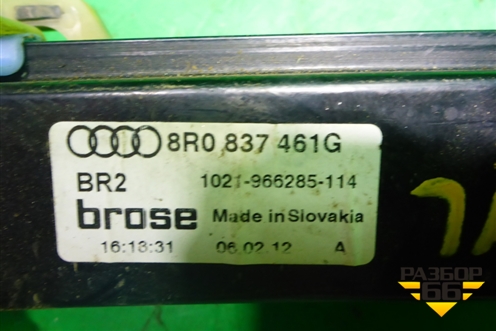 8R0 837 461G
BR2 1021-966285-114
brose Made in Slovakia
16:13:31 06.02.12 A
РАЗБОР
66